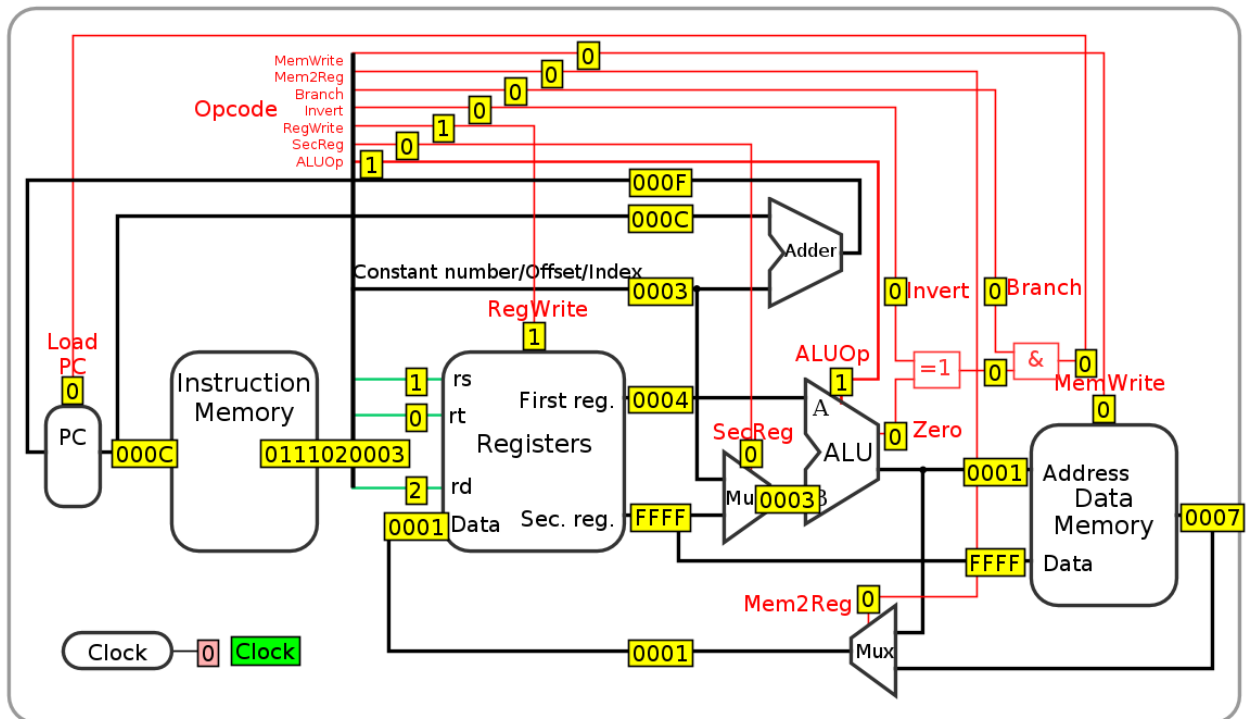 MemWrite 0
Mem2Reg 0
Branch 0
Opcode
Invert 0
RegWrite 1
SecReg 0
ALUOp 1
000F
000C
Adder
Constant number/Offset/Index
0003
0 Invert
0 Branch
RegWrite
1
Load
PC
0
ALUOp
1
=1
0
&
0
MemWrite
0
PC
000C
Instruction
Memory
0111020003
1 rs
0 rt
2 rd
0001 Data
First reg.
Registers
Sec. reg.
0004
FFFF
SecReg
0
Mu
0003
A
ALU
0 Zero
0001
FFFF
Address
Data
Memory
Data
0007
Mem2Reg 0
Mux
0001
Clock 0 Clock